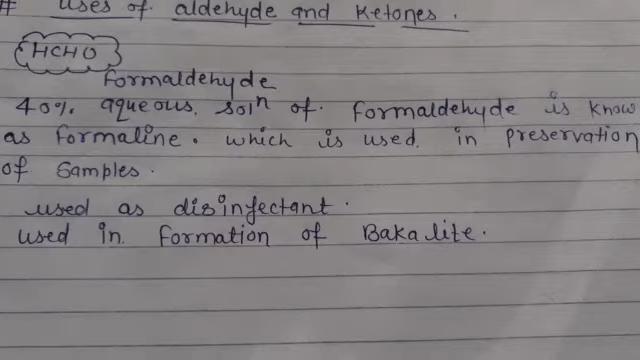 # Uses of aldehyde and Ketones.
HCHO
formaldehyde
40% aqueous soln of formaldehyde is know
as formaline. which is used in preservation
of Samples.
used as disinfectant.
used in formation of Bakalite.